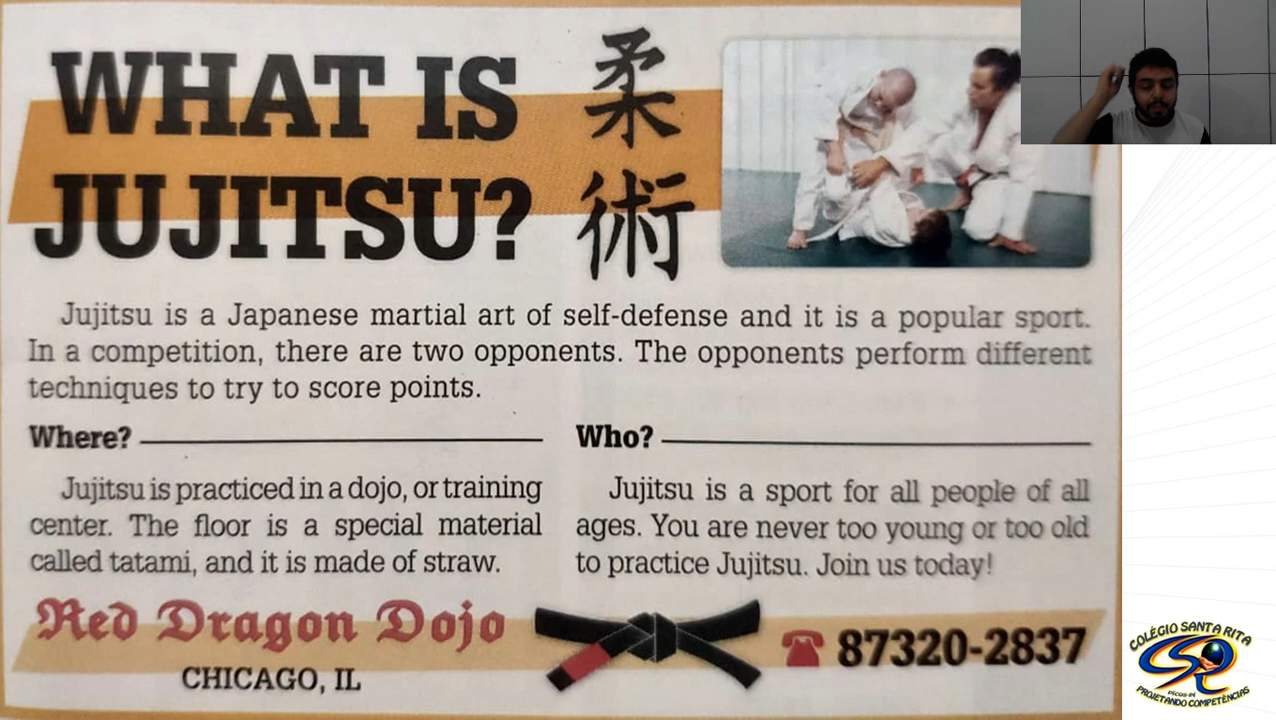 WHAT IS
JUJITSU?
柔
術
Jujitsu is a Japanese martial art of self-defense and it is a popular sport.
In a competition, there are two opponents. The opponents perform different
techniques to try to score points.
Where?
Jujitsu is practiced in a dojo, or training
center. The floor is a special material
called tatami, and it is made of straw.
Who?
Jujitsu is a sport for all people of all
ages. You are never too young or too old
to practice Jujitsu. Join us today!
Red Dragon Dojo
CHICAGO, IL
87320-2837
COLÉGIO SANTA RITA
PICOS-PI
PROJETANDO COMPETÊNCIAS